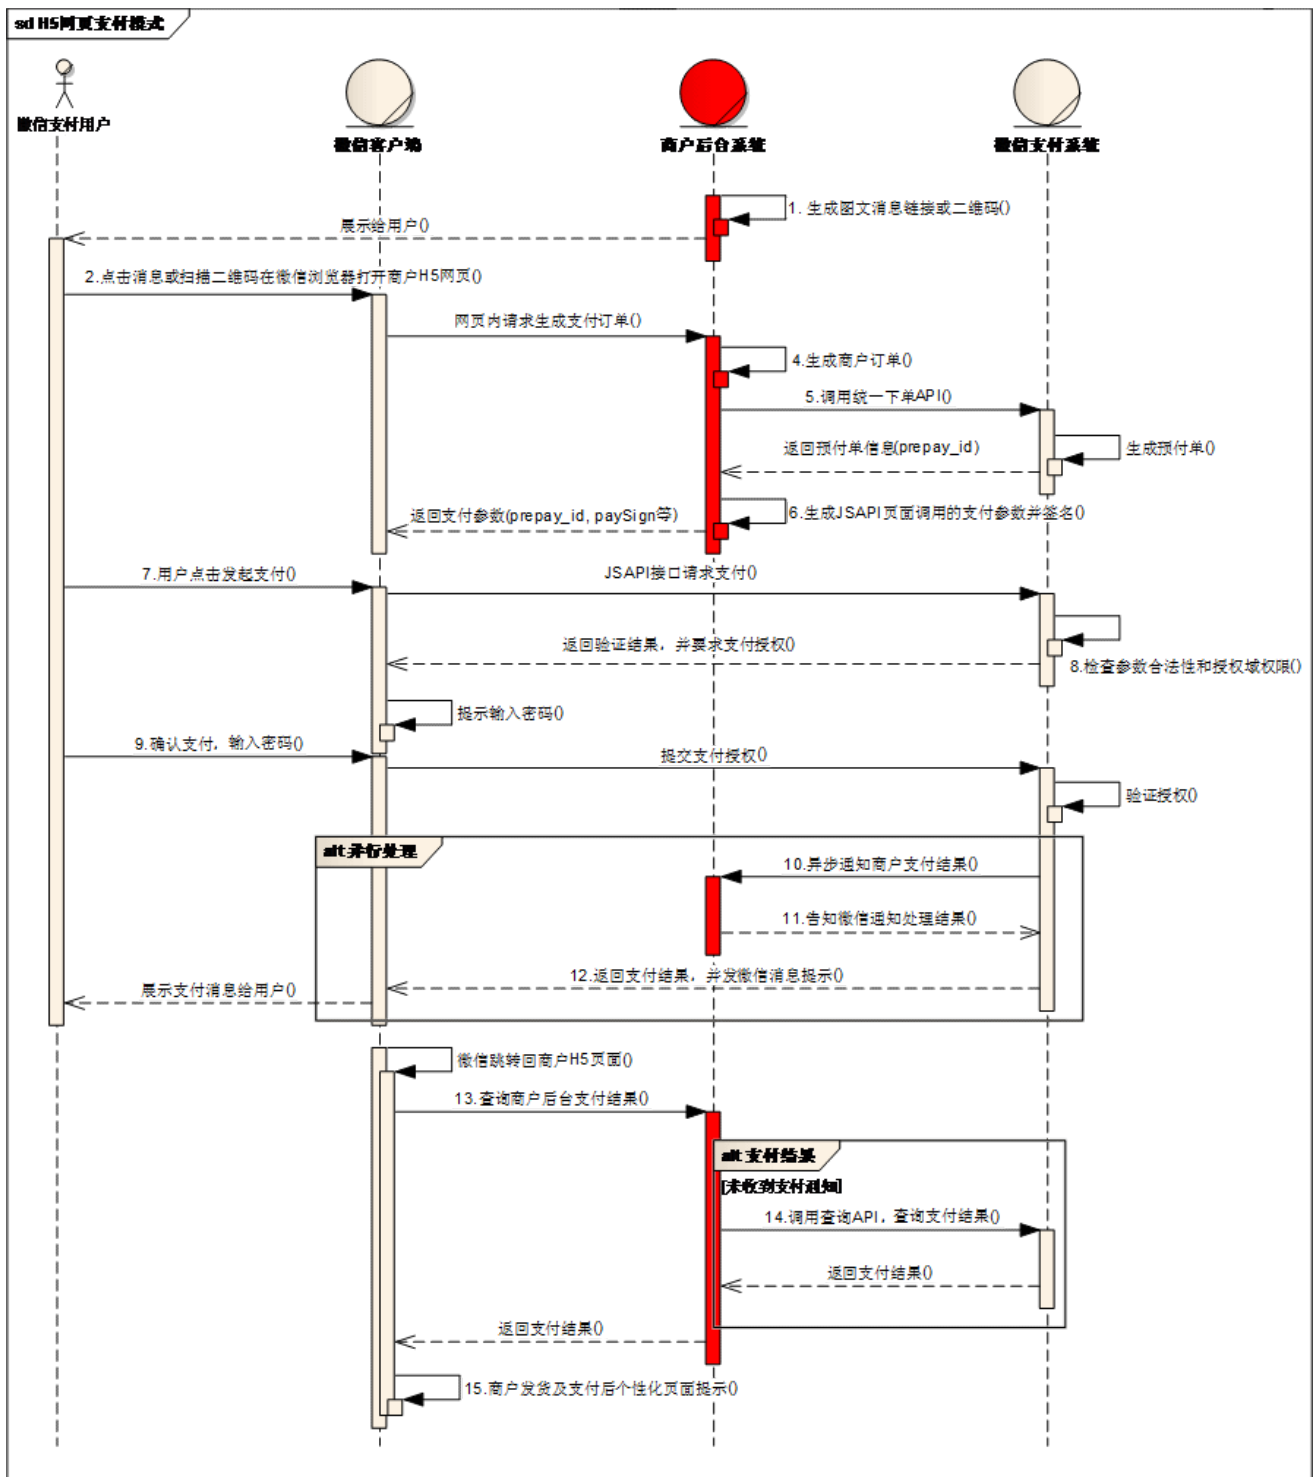 sd H5网页支付模式
微信支付用户
微信客户端
商户后台系统
微信支付系统
1. 生成图文消息链接或二维码()
展示给用户()
2.点击消息或扫描二维码在微信浏览器打开商户H5网页()
网页内请求生成支付订单()
4.生成商户订单()
5.调用统一下单API()
返回预付单信息(prepay_id)
生成预付单()
6.生成JSAPI页面调用的支付参数并签名()
返回支付参数(prepay_id, paySign等)
7.用户点击发起支付()
JSAPI接口请求支付()
返回验证结果，并要求支付授权()
8.检查参数合法性和授权域权限()
提示输入密码()
9.确认支付，输入密码()
提交支付授权()
验证授权()
alt 并行处理
10.异步通知商户支付结果()
11.告知微信通知处理结果()
12.返回支付结果，并发微信消息提示()
展示支付消息给用户()
微信跳转回商户H5页面()
13.查询商户后台支付结果()
alt 支付结果
[未收到支付通知]
14.调用查询API，查询支付结果()
返回支付结果()
返回支付结果()
15.商户发货及支付后个性化页面提示()